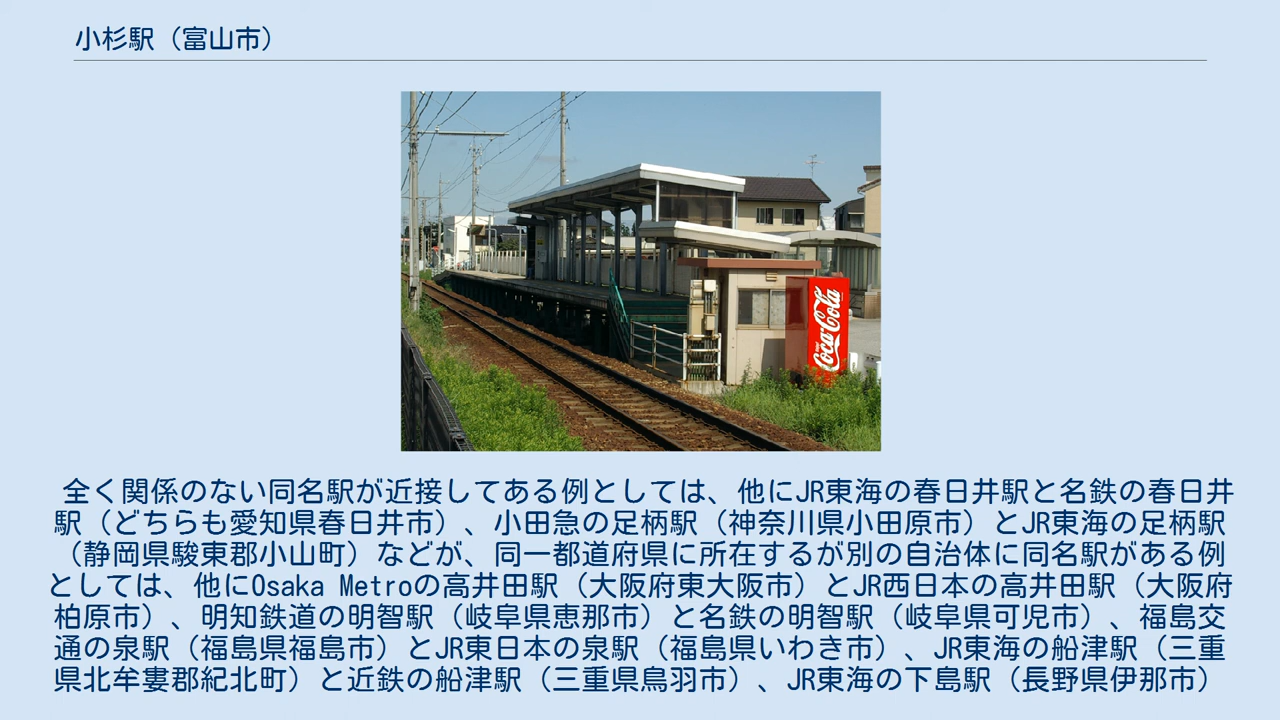 小杉駅（富山市）
Coca-Cola
全く関係のない同名駅が近接してある例としては、他にJR東海の春日井駅と名鉄の春日井
駅（どちらも愛知県春日井市）、小田急の足柄駅（神奈川県小田原市）とJR東海の足柄駅
（静岡県駿東郡小山町）などが、同一都道府県に所在するが別の自治体に同名駅がある例
としては、他にOsaka Metroの高井田駅（大阪府東大阪市）とJR西日本の高井田駅（大阪府
柏原市）、明知鉄道の明智駅（岐阜県恵那市）と名鉄の明智駅（岐阜県可児市）、福島交
通の泉駅（福島県福島市）とJR東日本の泉駅（福島県いわき市）、JR東海の船津駅（三重
県北牟婁郡紀北町）と近鉄の船津駅（三重県鳥羽市）、JR東海の下島駅（長野県伊那市）